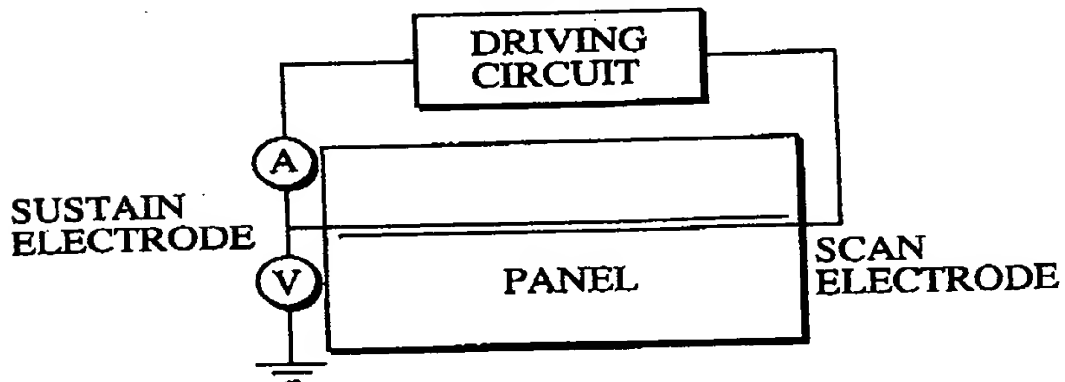 DRIVING
CIRCUIT
A
SUSTAIN
ELECTRODE
V
PANEL
SCAN
ELECTRODE